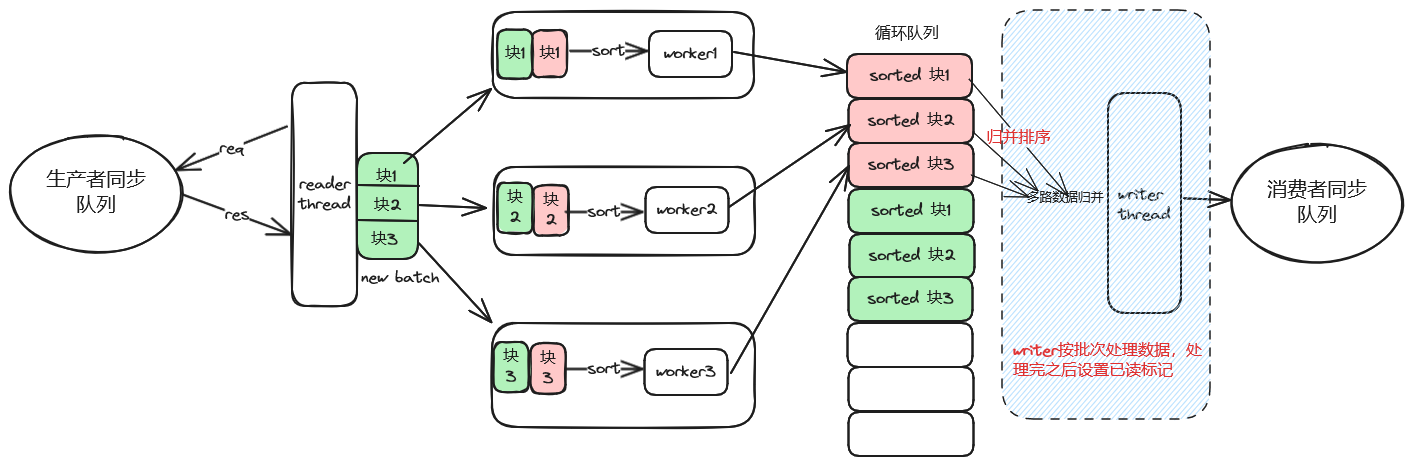 生产者同步
队列
req
res
reader
thread
块1
块2
块3
new batch
块1
块1
sort
worker1
块
2
块
2
sort
worker2
块
3
块
3
sort
worker3
循环队列
sorted 块1
sorted 块2
sorted 块3
sorted 块1
sorted 块2
sorted 块3
归并排序
多路数据归并
writer
thread
writer按批次处理数据，处
理完之后设置已读标记
消费者同步
队列